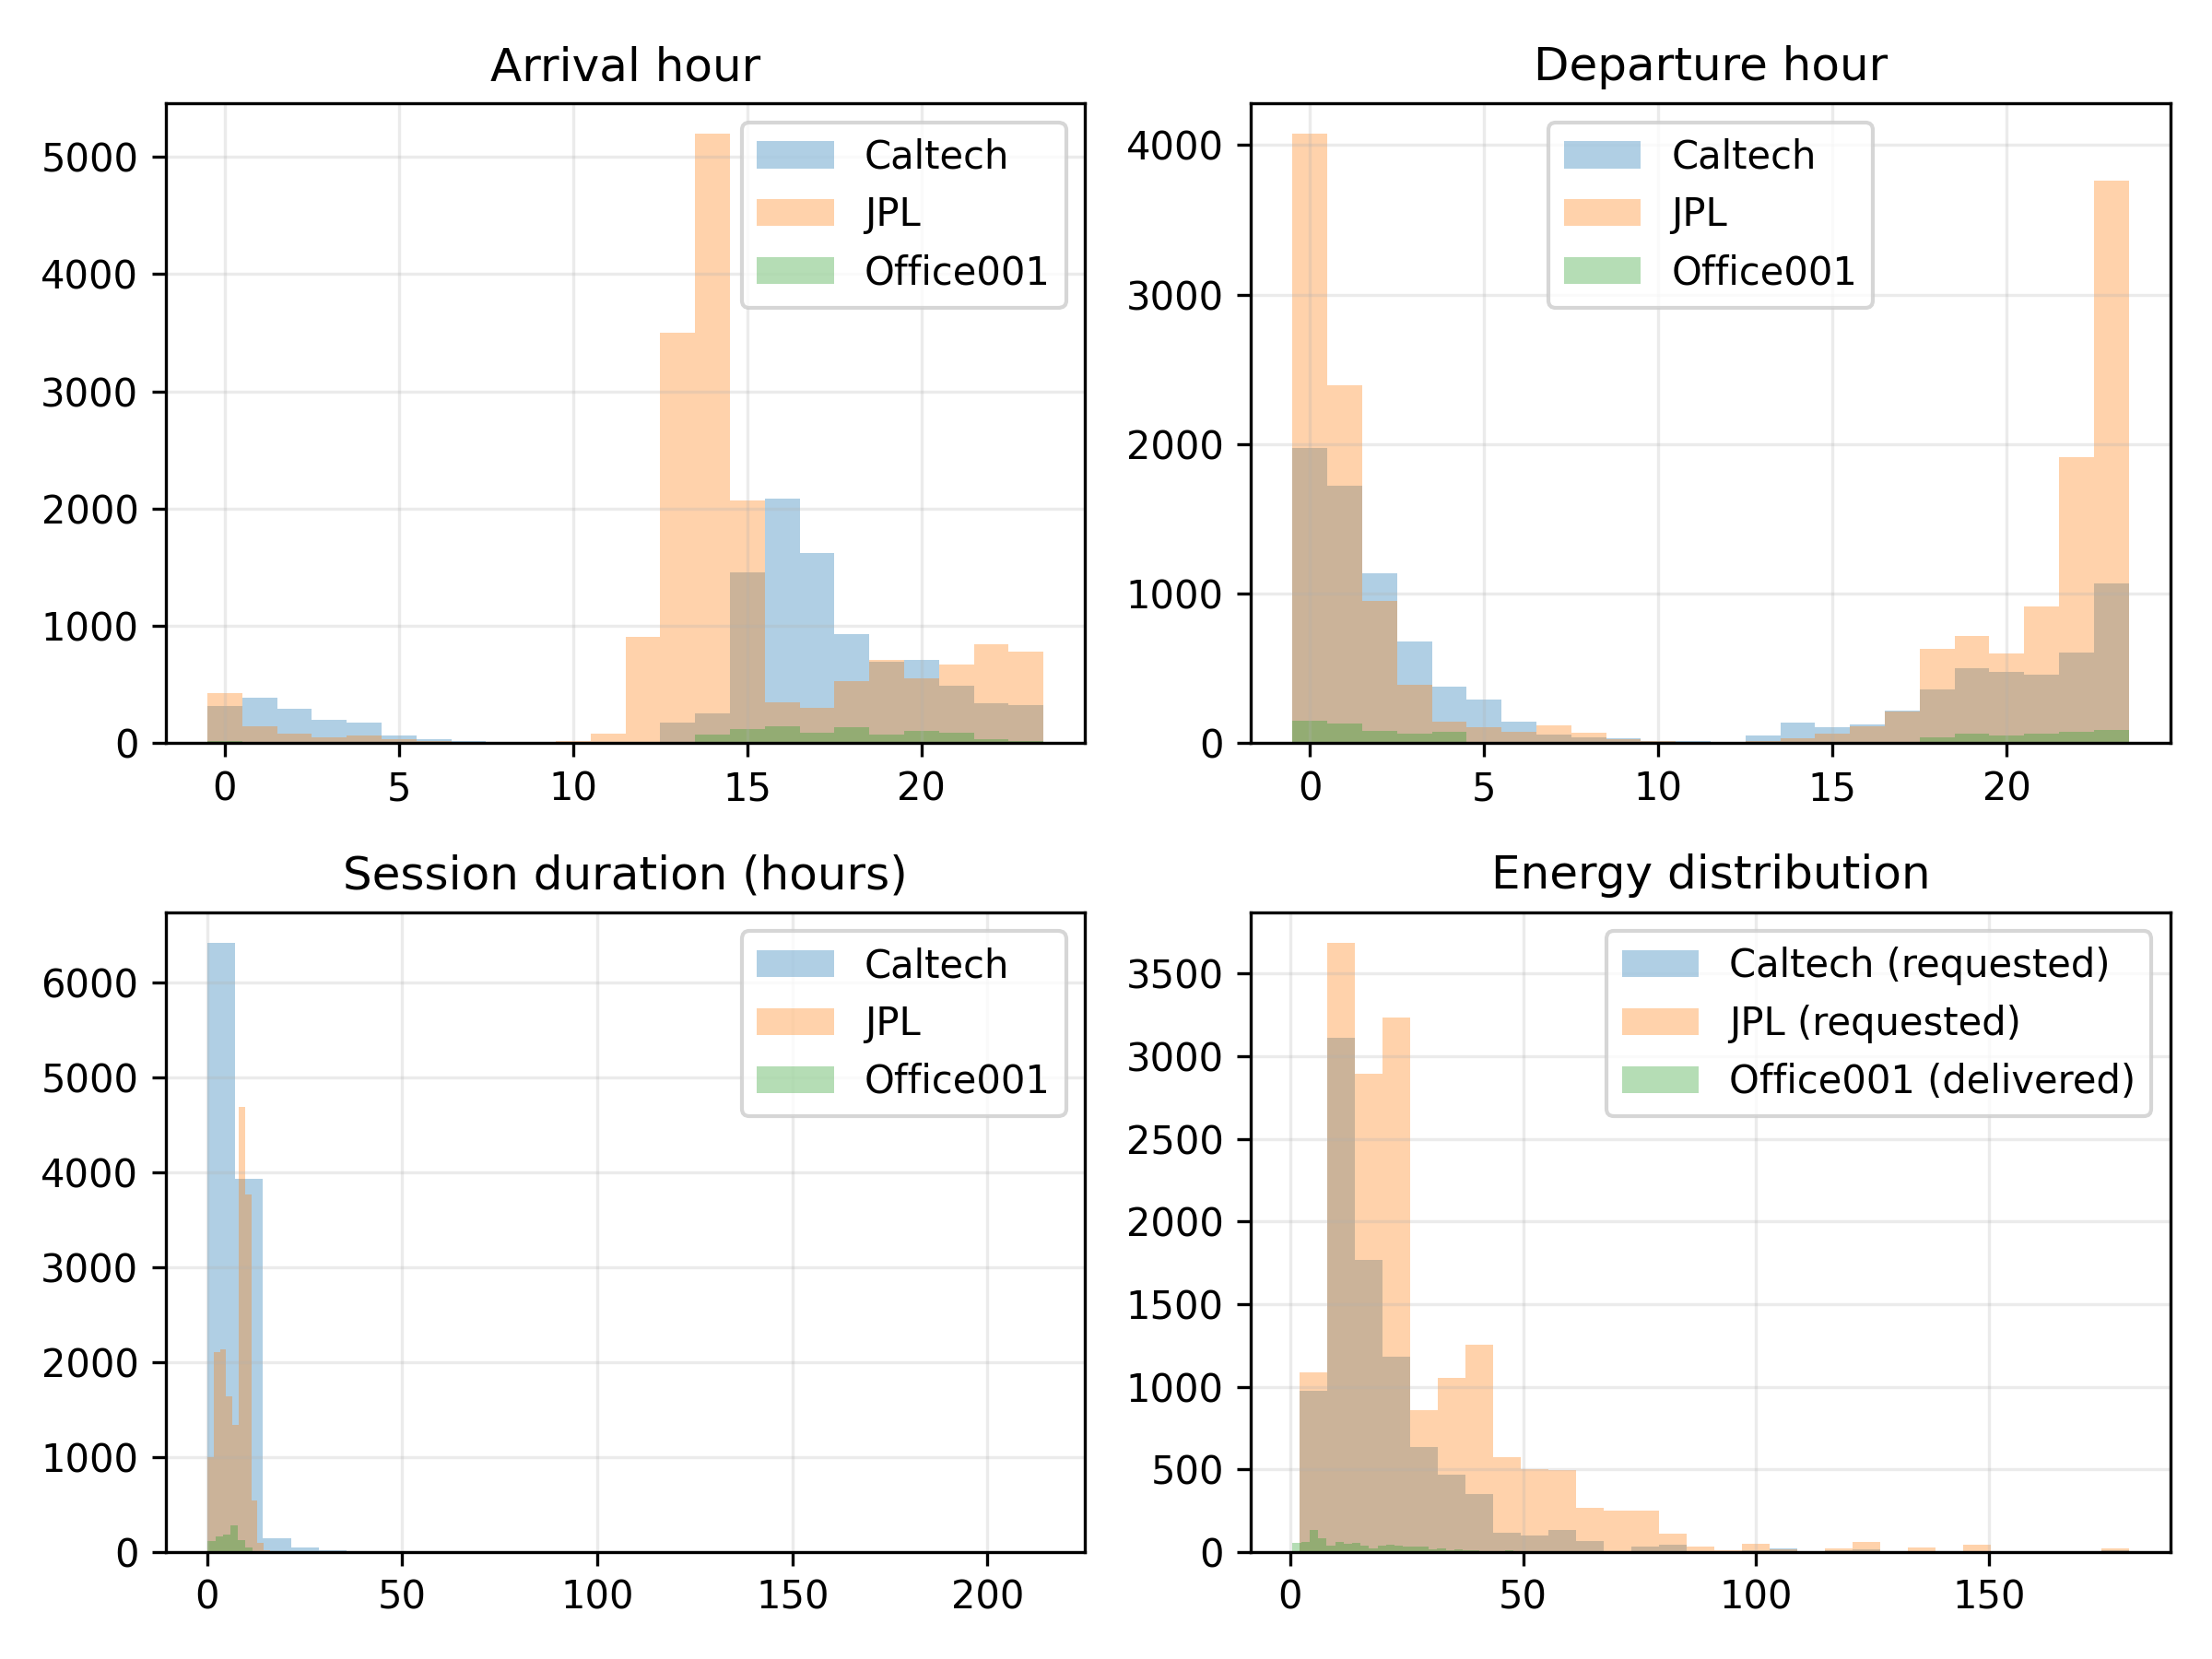 Arrival hour
5000
4000
3000
2000
1000
0
0 5 10 15 20
Caltech
JPL
Office001
Departure hour
4000
3000
2000
1000
0
0 5 10 15 20
Caltech
JPL
Office001
Session duration (hours)
6000
5000
4000
3000
2000
1000
0
0 50 100 150 200
Caltech
JPL
Office001
Energy distribution
3500
3000
2500
2000
1500
1000
500
0
0 50 100 150
Caltech (requested)
JPL (requested)
Office001 (delivered)